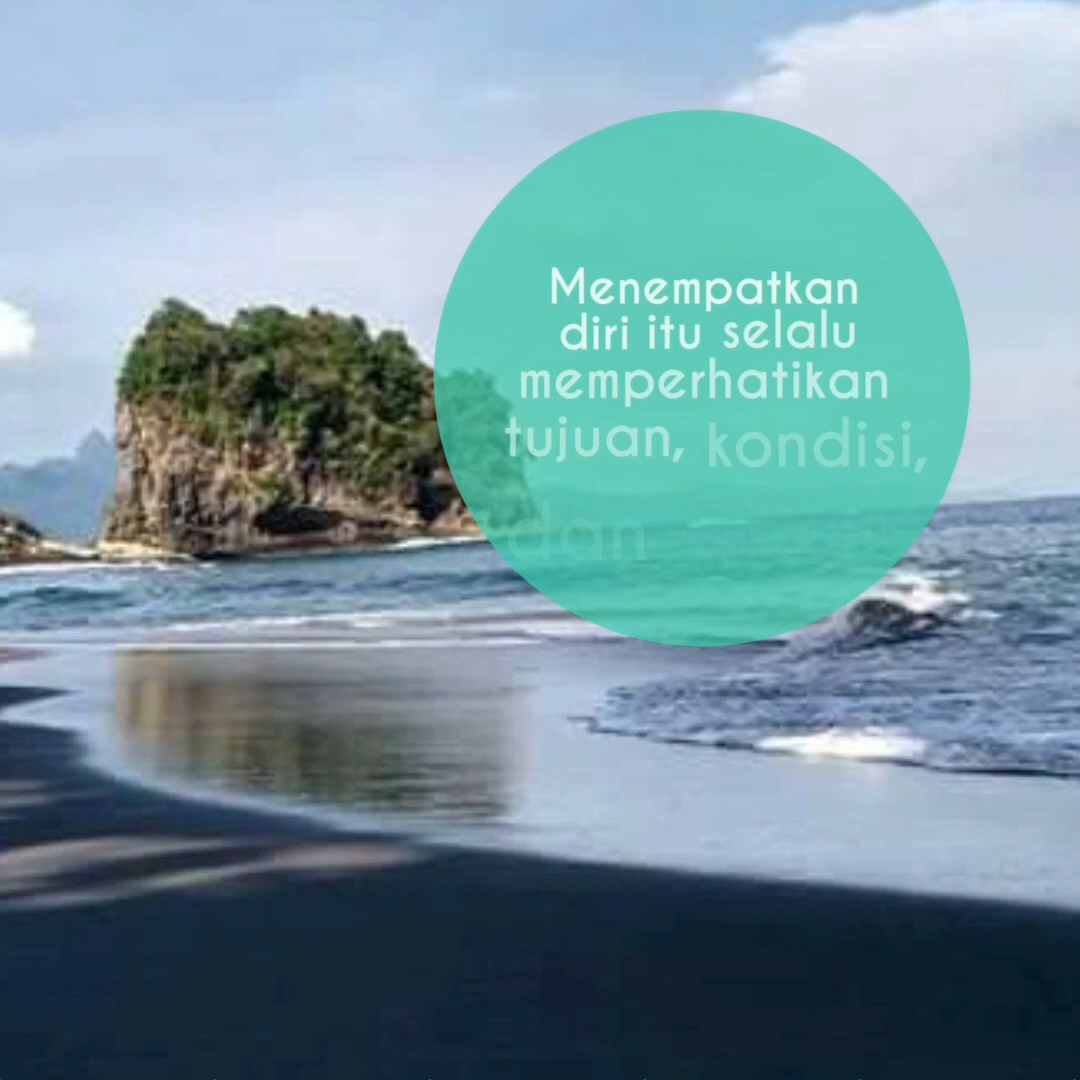 Menempatkan
diri itu selalu
memperhatikan
tujuan, kondisi,
dan